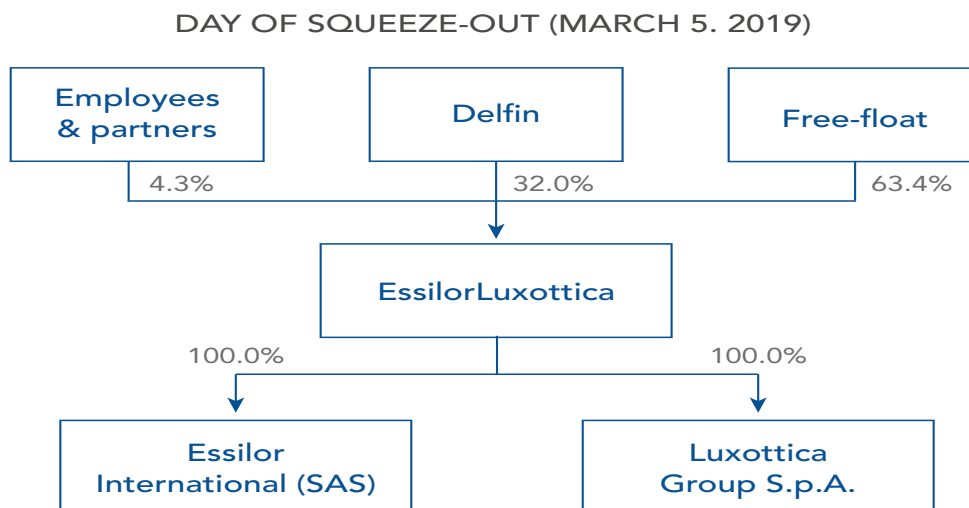 DAY OF SQUEEZE-OUT (MARCH 5. 2019)
Employees
& partners
Delfin
Free-float
4.3%
32.0%
63.4%
EssilorLuxottica
100.0%
100.0%
Essilor
International (SAS)
Luxottica
Group S.p.A.